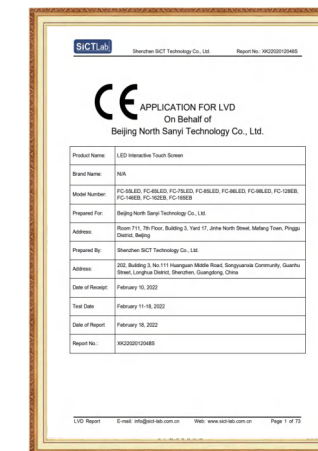 SiCTLab
Shenzhen SiCT Technology Co., Ltd. Report No.: XK2202012048S
CE APPLICATION FOR LVD
On Behalf of
Beijing North Sanyi Technology Co., Ltd.
Product Name: LED Interactive Touch Screen
Brand Name: N/A
Model Number: FC-55LED, FC-65LED, FC-75LED, FC-85LED, FC-86LED, FC-98LED, FC-128EB,
FC-146EB, FC-162EB, FC-165EB
Prepared For: Beijing North Sanyi Technology Co., Ltd.
Address: Room 711, 7th Floor, Building 3, Yard 17, Jinhe North Street, Mafang Town, Pinggu
District, Beijing
Prepared By: Shenzhen SiCT Technology Co., Ltd.
Address: 202, Building 3, No.111 Huanguan Middle Road, Songyuanxia Community, Guanhu
Street, Longhua District, Shenzhen, Guangdong, China
Date of Receipt: February 10, 2022
Test Date February 11-18, 2022
Date of Report February 18, 2022
Report No.: XK2202012048S
LVD Report E-mail: info@sict-lab.com.cn Web: www.sict-lab.com.cn Page 1 of 73